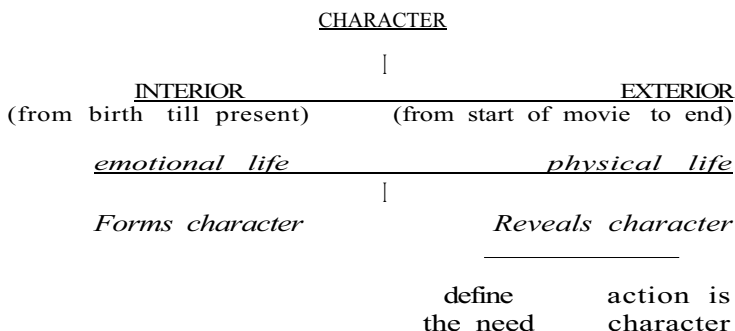 CHARACTER
INTERIOR EXTERIOR
(from birth till present) (from start of movie to end)
emotional life physical life
Forms character Reveals character
define action is
the need character